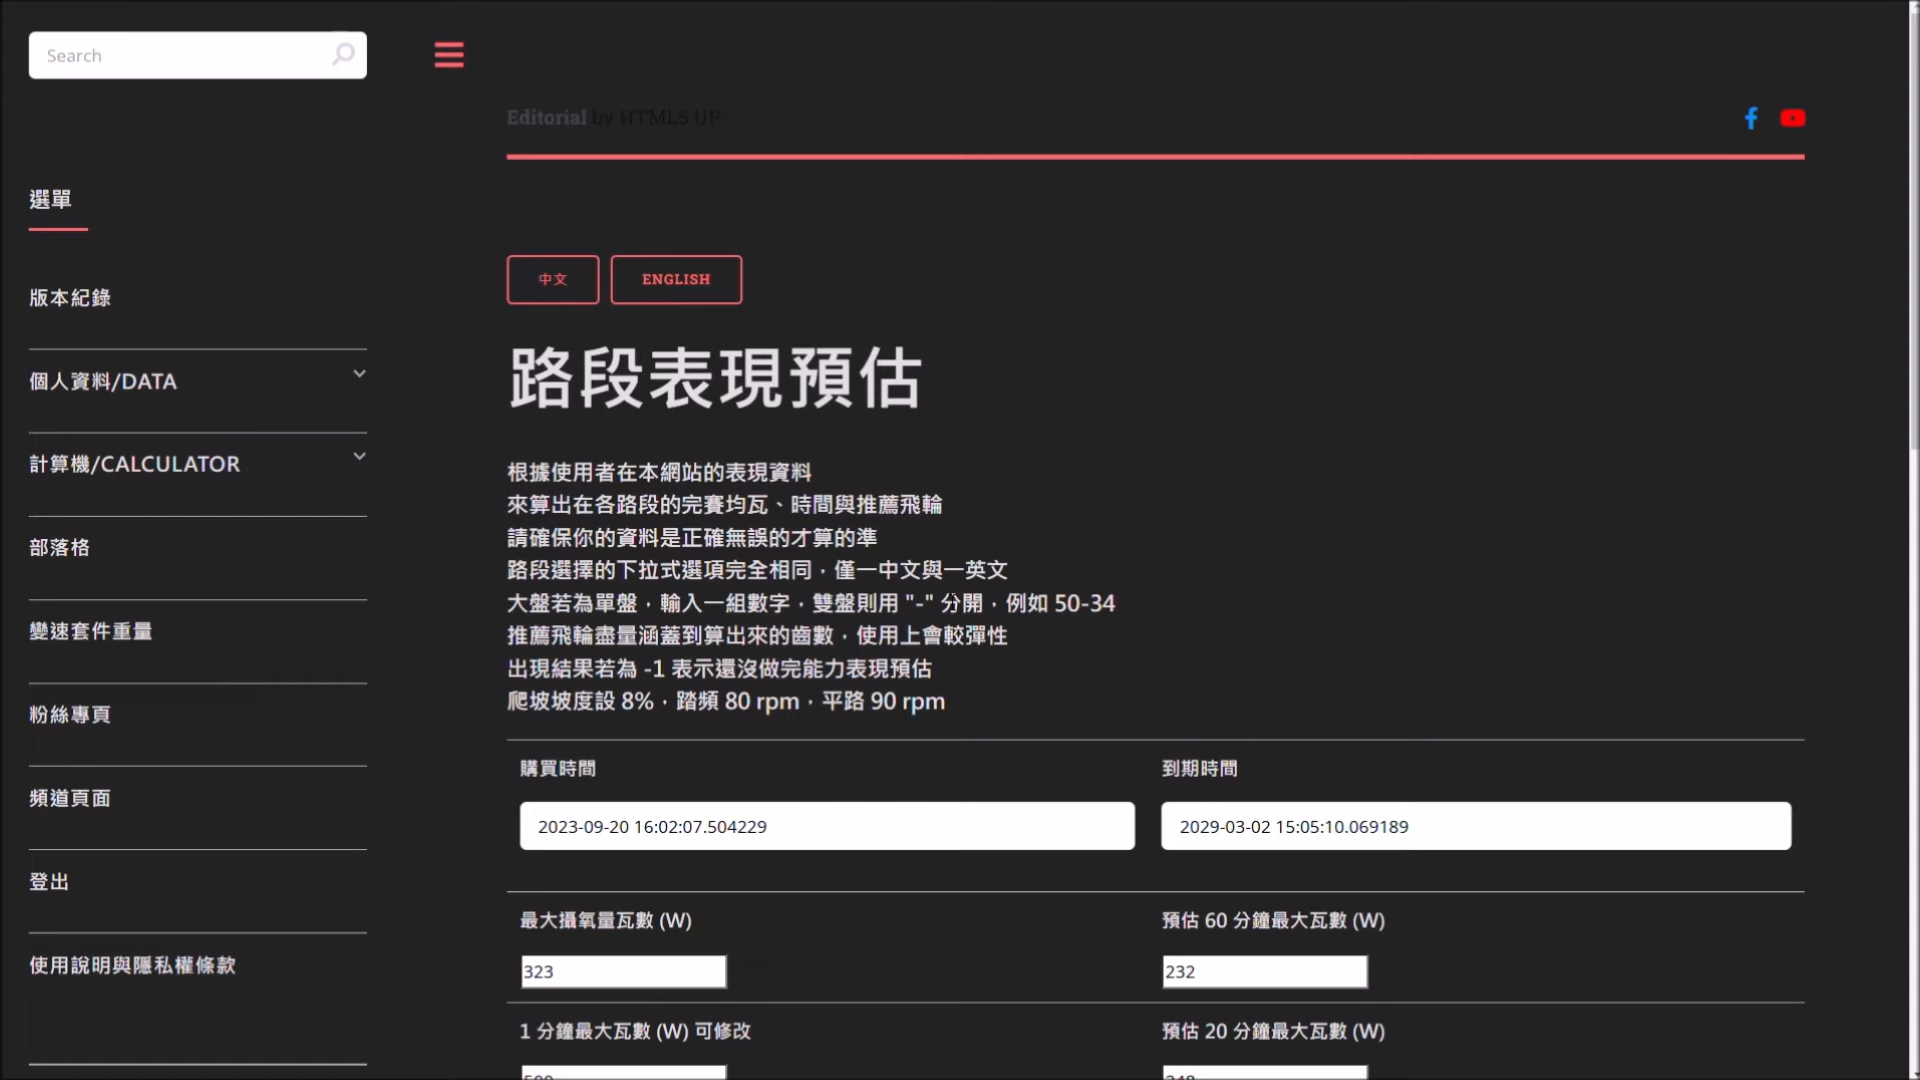 Search
Editorial by HTML5 UP
選單
版本紀錄
個人資料/DATA
計算機/CALCULATOR
部落格
變速套件重量
粉絲專頁
頻道頁面
登出
使用說明與隱私權條款
中文
ENGLISH
路段表現預估
根據使用者在本網站的表現資料
來算出在各路段的完賽均瓦、時間與推薦飛輪
請確保你的資料是正確無誤的才算的準
路段選擇的下拉式選項完全相同，僅一中文與一英文
大盤若為單盤，輸入一組數字，雙盤則用 "-" 分開，例如 50-34
推薦飛輪盡量涵蓋到算出來的齒數，使用上會較彈性
出現結果若為 -1 表示還沒做完能力表現預估
爬坡坡度設 8%，踏頻 80 rpm，平路 90 rpm
購買時間
到期時間
2023-09-20 16:02:07.504229
2029-03-02 15:05:10.069189
最大攝氧量瓦數 (W)
預估 60 分鐘最大瓦數 (W)
323
232
1 分鐘最大瓦數 (W) 可修改
預估 20 分鐘最大瓦數 (W)